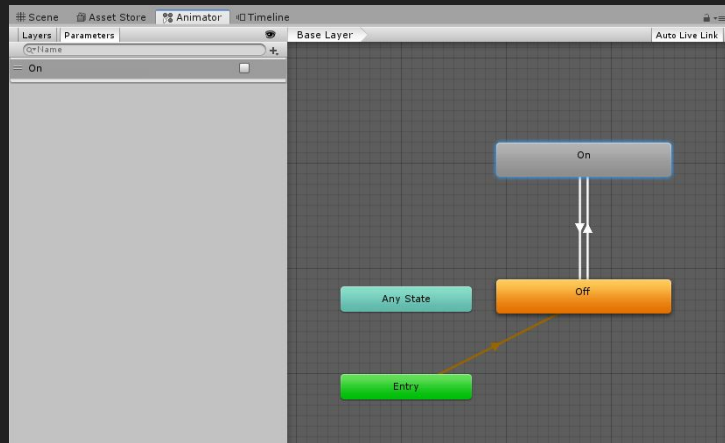 Scene Asset Store Animator Timeline
Layers Parameters Base Layer Auto Live Link
Name
On
On
Off
Any State
Entry